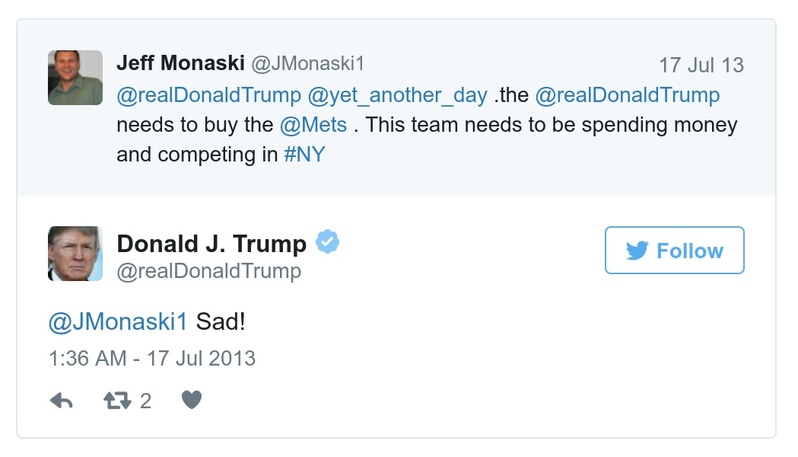 Jeff Monaski @JMonaski1 17 Jul 13
@realDonaldTrump @yet_another_day .the @realDonaldTrump
needs to buy the @Mets . This team needs to be spending money
and competing in #NY
Donald J. Trump
@realDonaldTrump
Follow
@JMonaski1 Sad!
1:36 AM - 17 Jul 2013
2